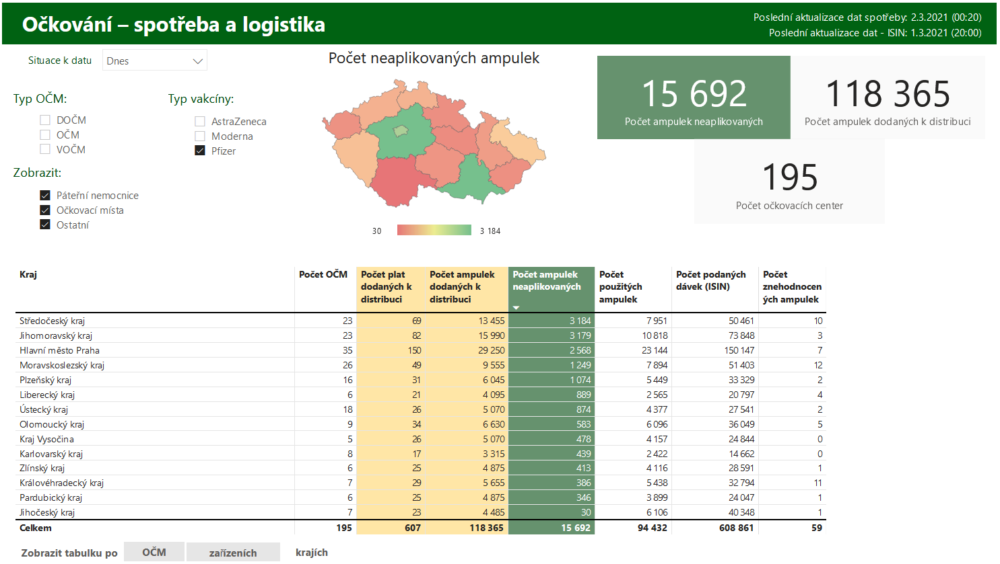 Očkování – spotřeba a logistika
Poslední aktualizace dat spotřeby: 2.3.2021 (00:20)
Poslední aktualizace dat - ISIN: 1.3.2021 (20:00)
Situace k datu Dnes
Typ OČM:
DOČM
OČM
VOČM
Zobrazit:
Páteřní nemocnice
Očkovací místa
Ostatní
Typ vakcíny:
AstraZeneca
Moderna
Pfizer
Počet neaplikovaných ampulek
30 3 184
15 692
Počet ampulek neaplikovaných
118 365
Počet ampulek dodaných k distribuci
195
Počet očkovacích center
Kraj Počet OČM Počet plat Počet ampulek Počet ampulek Počet Počet podaných Počet
dodaných k dodaných k neaplikovaných použitých dávek (ISIN) znehodnocen
distribuci distribuci ampulek ých ampulek
Středočeský kraj 23 69 13 455 3 184 7 951 50 461 10
Jihomoravský kraj 23 82 15 990 3 179 10 818 73 848 3
Hlavní město Praha 35 150 29 250 2 568 23 144 150 147 7
Moravskoslezský kraj 26 49 9 555 1 249 7 894 51 403 12
Plzeňský kraj 16 31 6 045 1 074 5 449 33 329 2
Liberecký kraj 6 21 4 095 889 2 565 20 797 4
Ústecký kraj 18 26 5 070 874 4 377 27 541 2
Olomoucký kraj 9 34 6 630 583 6 096 36 049 5
Kraj Vysočina 5 26 5 070 478 4 157 24 844 0
Karlovarský kraj 8 17 3 315 439 2 422 14 662 0
Zlínský kraj 6 25 4 875 413 4 116 28 591 1
Královéhradecký kraj 7 29 5 655 386 5 438 32 794 11
Pardubický kraj 6 25 4 875 346 3 899 24 047 1
Jihočeský kraj 7 23 4 485 30 6 106 40 348 1
Celkem 195 607 118 365 15 692 94 432 608 861 59
Zobrazit tabulku po OČM zařízeních krajích